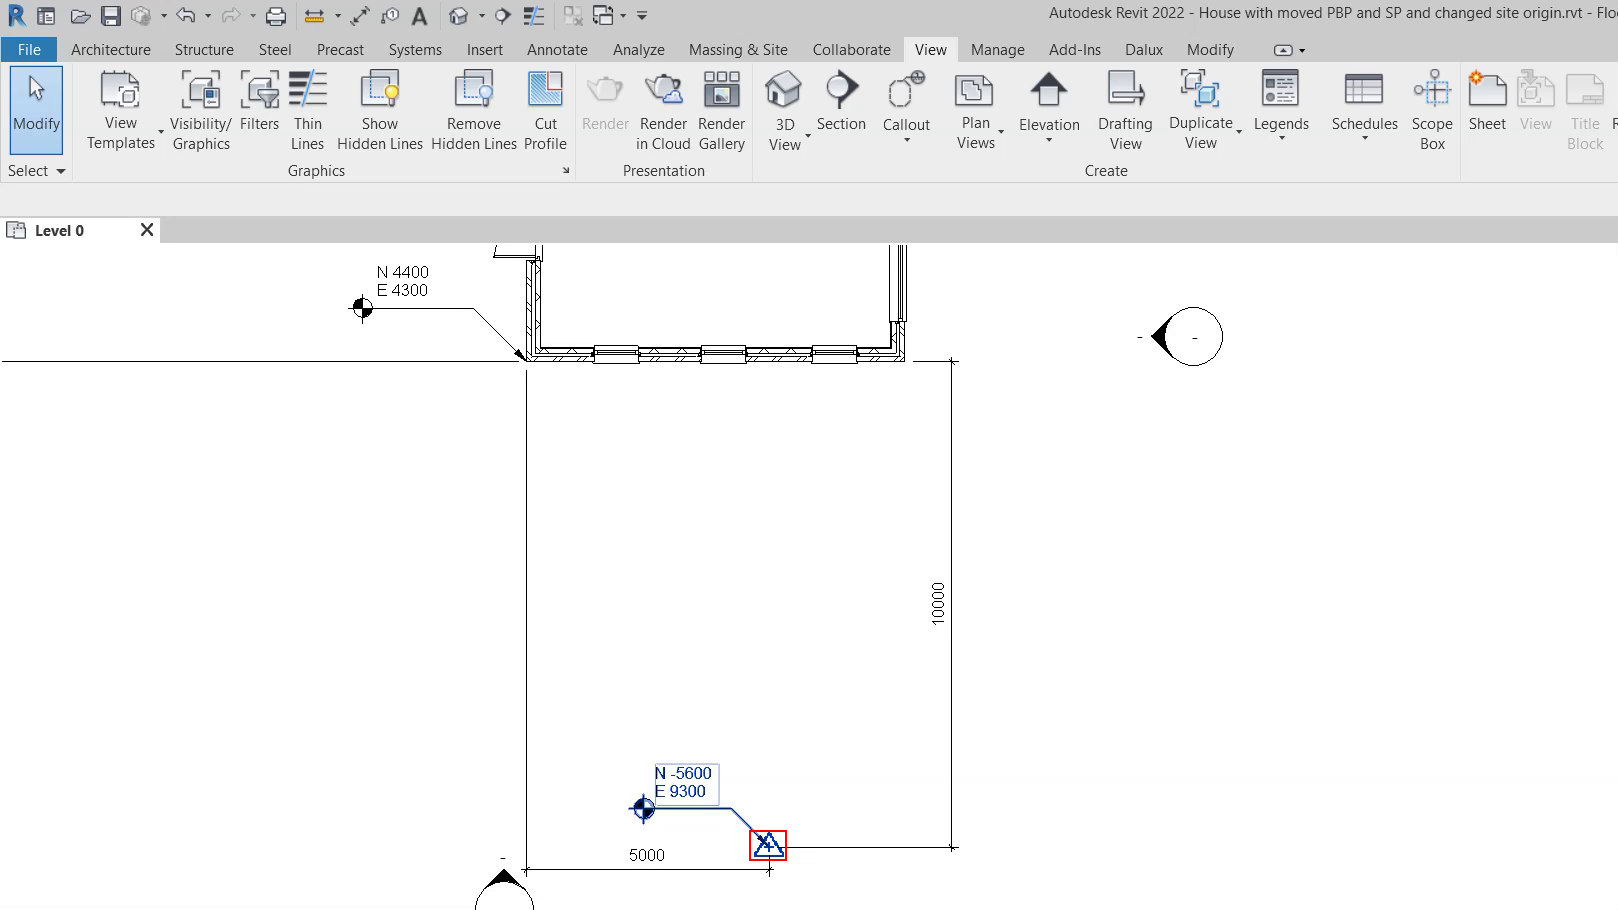 Autodesk Revit 2022 - House with moved PBP and SP and changed site origin.rvt - Floo
File Architecture Structure Steel Precast Systems Insert Annotate Analyze Massing & Site Collaborate View Manage Add-Ins Dalux Modify
Modify
View
Templates
Visibility/
Graphics
Filters
Thin
Lines
Show
Hidden Lines
Remove
Hidden Lines
Cut
Profile
Render
Render
in Cloud
Render
Gallery
3D
View
Section
Callout
Plan
Views
Elevation
Drafting
View
Duplicate
View
Legends
Schedules
Scope
Box
Sheet
View
Title
Block
R
Select
Graphics
Presentation
Create
Level 0
N 4400
E 4300
-
-
10000
N -5600
E 9300
5000
-